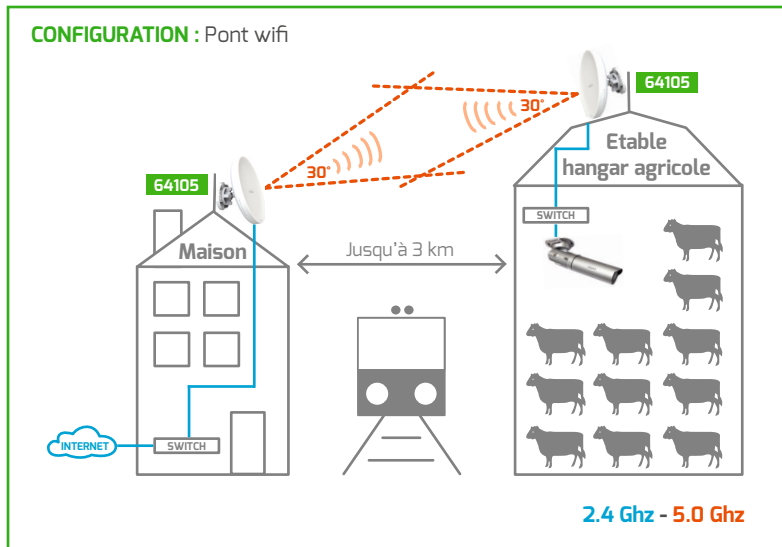 CONFIGURATION : Pont wifi
64105
30°
30°
64105
Etable
hangar agricole
SWITCH
Maison
Jusqu'à 3 km
INTERNET
SWITCH
2.4 Ghz - 5.0 Ghz